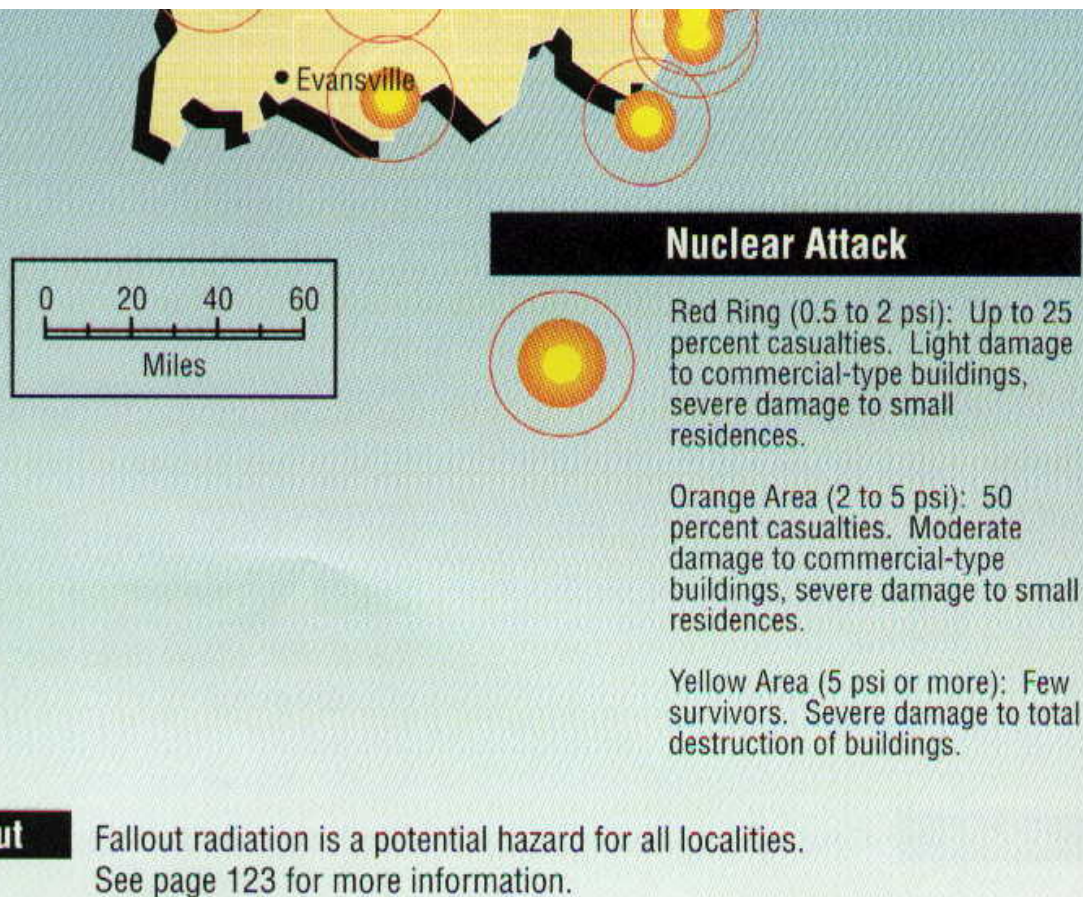 Evansville
0 20 40 60
Miles
Nuclear Attack
Red Ring (0.5 to 2 psi): Up to 25
percent casualties. Light damage
to commercial-type buildings,
severe damage to small
residences.
Orange Area (2 to 5 psi): 50
percent casualties. Moderate
damage to commercial-type
buildings, severe damage to small
residences.
Yellow Area (5 psi or more): Few
survivors. Severe damage to total
destruction of buildings.
ut
Fallout radiation is a potential hazard for all localities.
See page 123 for more information.